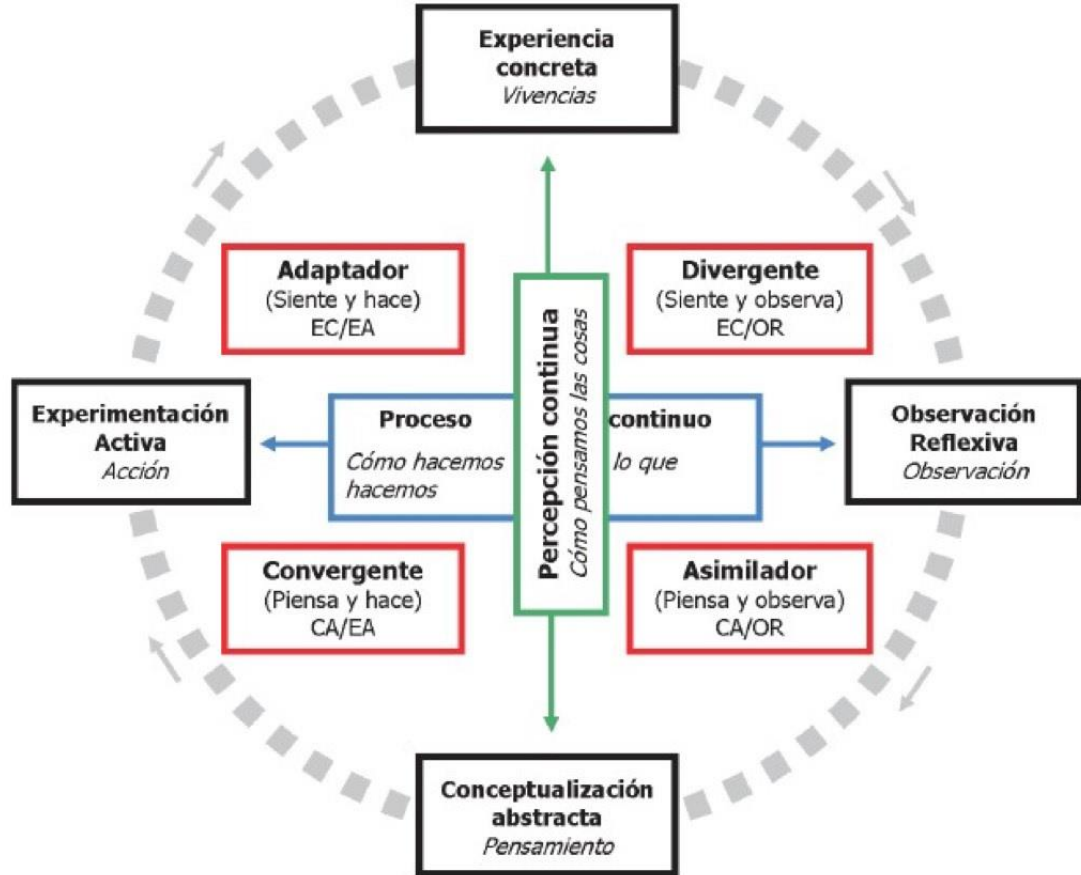 Experiencia
concreta
Vivencias
Adaptador
(Siente y hace)
EC/EA
Divergente
(Siente y observa)
EC/OR
Experimentación
Activa
Acción
Proceso continuo
Cómo hacemos lo que
hacemos
Percepción continua
Cómo pensamos las cosas
Observación
Reflexiva
Observación
Convergente
(Piensa y hace)
CA/EA
Asimilador
(Piensa y observa)
CA/OR
Conceptualización
abstracta
Pensamiento